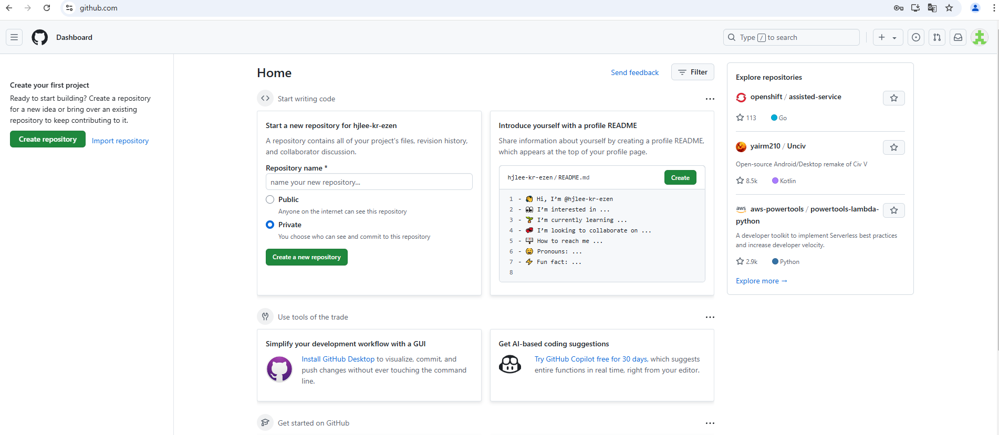 github.com
Dashboard
Type / to search
Create your first project
Ready to start building? Create a repository
for a new idea or bring over an existing
repository to keep contributing to it.
Create repository
Import repository
Home
Send feedback
Filter
Start writing code
Start a new repository for hjlee-kr-ezen
A repository contains all of your project's files, revision history,
and collaborator discussion.
Repository name *
name your new repository...
Public
Anyone on the internet can see this repository
Private
You choose who can see and commit to this repository
Create a new repository
Introduce yourself with a profile README
Share information about yourself by creating a profile README,
which appears at the top of your profile page.
hjlee-kr-ezen / README.md
Create
1 - 👋 Hi, I’m @hjlee-kr-ezen
2 - 👀 I’m interested in ...
3 - 🌱 I’m currently learning ...
4 - 💞️ I’m looking to collaborate on ...
5 - 📫 How to reach me ...
6 - 😄 Pronouns: ...
7 - ⚡ Fun fact: ...
8
Use tools of the trade
Simplify your development workflow with a GUI
Install GitHub Desktop to visualize, commit, and
push changes without ever touching the command
line.
Get AI-based coding suggestions
Try GitHub Copilot free for 30 days, which suggests
entire functions in real time, right from your editor.
Get started on GitHub
Explore repositories
openshift / assisted-service
113 Go
yairm210 / Unciv
Open-source Android/Desktop remake of Civ V
8.5k Kotlin
aws
aws-powertools / powertools-lambda-
python
A developer toolkit to implement Serverless best practices
and increase developer velocity.
2.9k Python
Explore more →